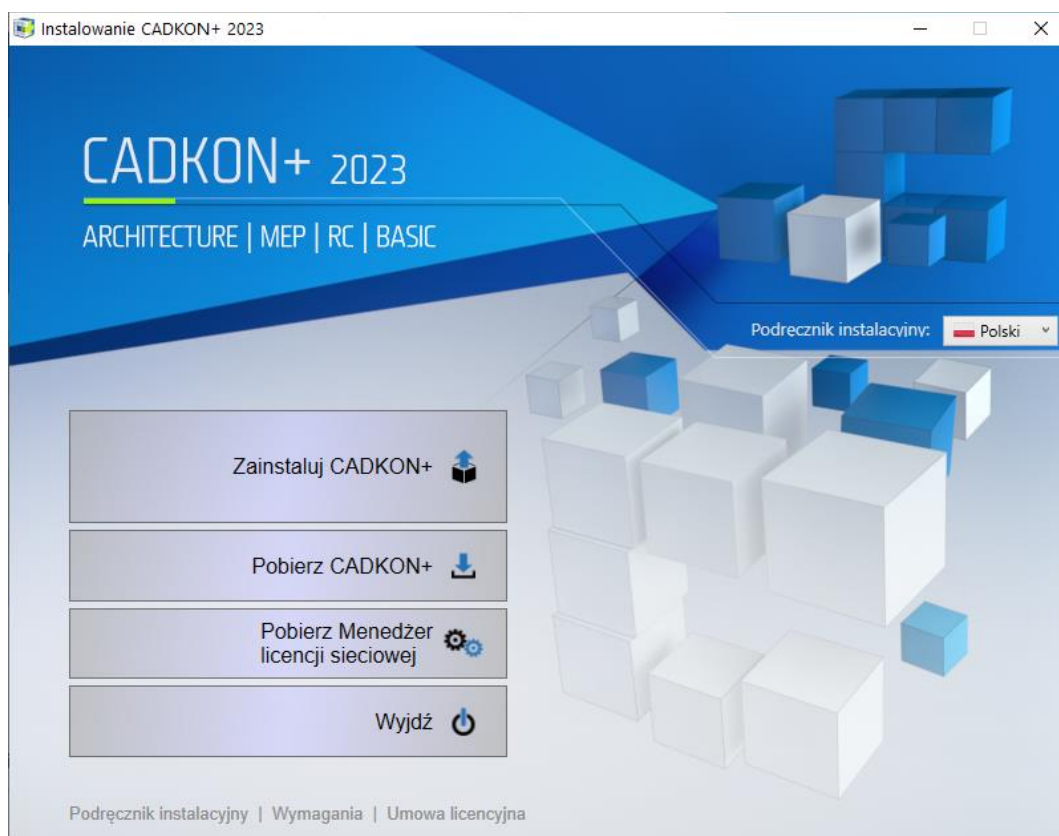 Instalowanie CADKON+ 2023
CADKON+ 2023
ARCHITECTURE | MEP | RC | BASIC
Podręcznik instalacyjny:
Polski
Zainstaluj CADKON+
Pobierz CADKON+
Pobierz Menedżer
licencji sieciowej
Wyjdź
Podręcznik instalacyjny | Wymagania | Umowa licencyjna